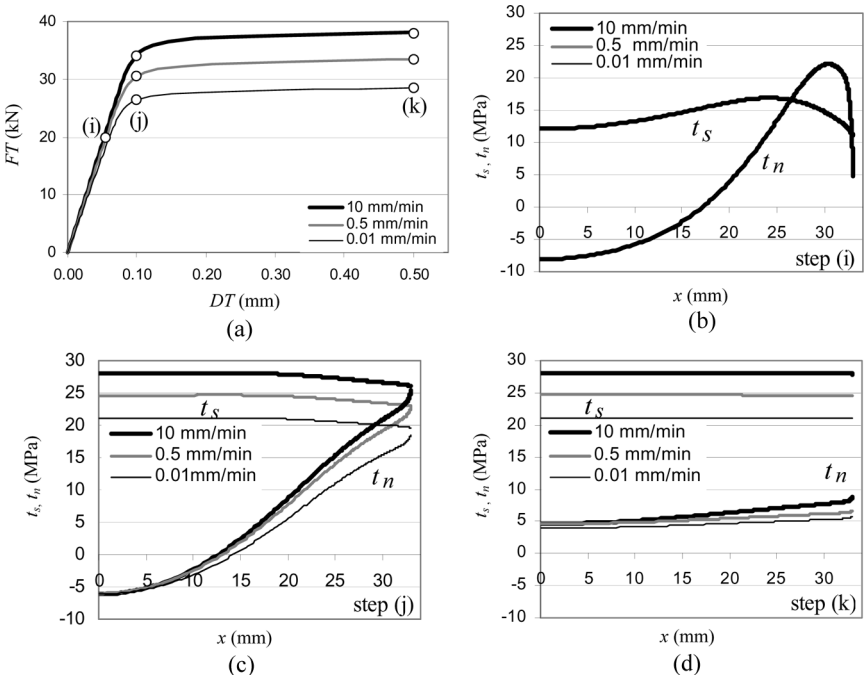 40
30
20
10
0
FT (kN)
(i)
(j)
(k)
10 mm/min
0.5 mm/min
0.01 mm/min
0.00 0.10 0.20 0.30 0.40 0.50
DT (mm)
(a)
30
25
20
15
10
5
0
-5
-10
ts, tn (MPa)
10 mm/min
0.5 mm/min
0.01 mm/min
ts
tn
0 5 10 15 20 25 30
step (i)
x (mm)
(b)
30
25
20
15
10
5
0
-5
-10
ts, tn (MPa)
ts
10 mm/min
0.5 mm/min
0.01mm/min
tn
0 5 10 15 20 25 30
step (j)
x (mm)
(c)
30
25
20
15
10
5
0
-5
-10
ts, tn (MPa)
ts
10 mm/min
0.5 mm/min
0.01 mm/min
tn
0 5 10 15 20 25 30
step (k)
x (mm)
(d)